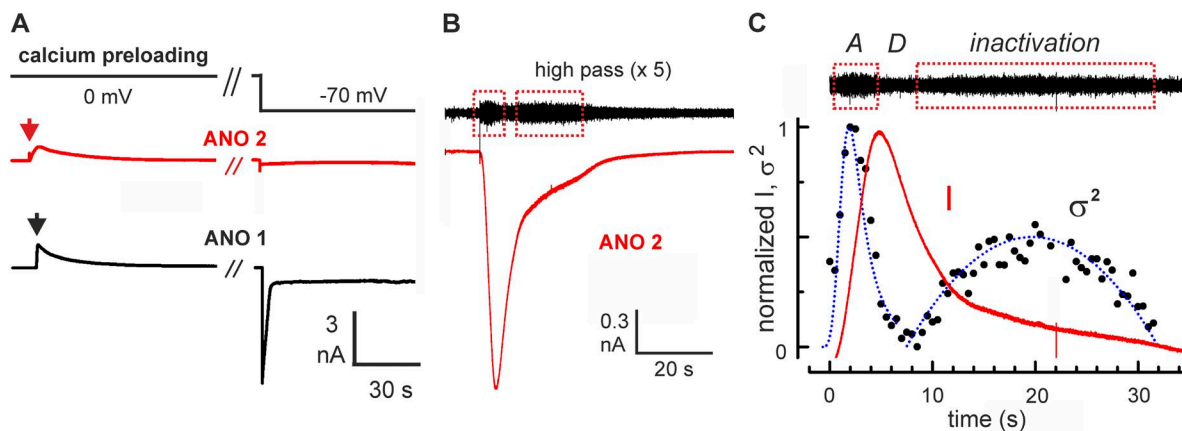 A
calcium preloading
0 mV
-70 mV
ANO 2
ANO 1
3
nA
30 s
B
high pass (x 5)
ANO 2
0.3
nA
20 s
C
A D inactivation
normalized I, σ²
1
0
I
σ²
0 10 20 30
time (s)